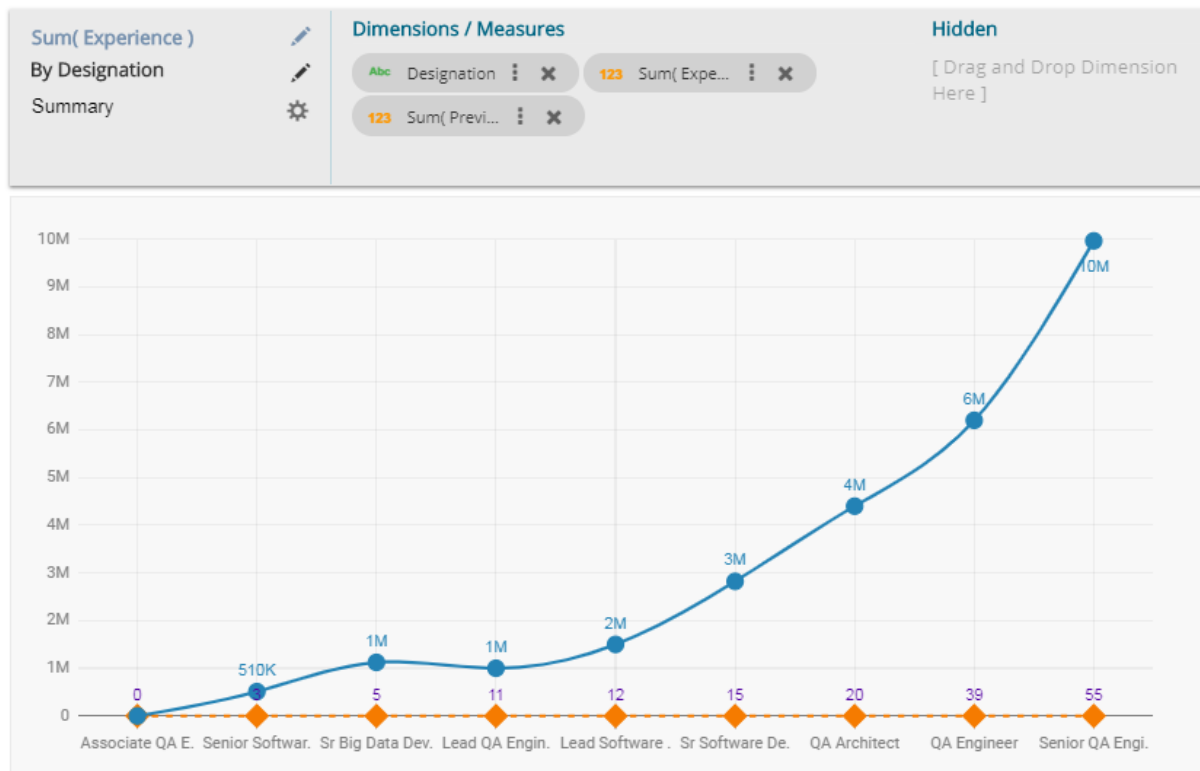 Sum( Experience )
By Designation
Summary
Dimensions / Measures
Abc Designation
123 Sum( Expe...
123 Sum( Previ...
Hidden
[ Drag and Drop Dimension
Here ]
10M
9M
8M
7M
6M
5M
4M
3M
2M
1M
0
510K
1M
1M
2M
3M
4M
6M
10M
0 3 5 11 12 15 20 39 55
Associate QA E. Senior Softwar. Sr Big Data Dev. Lead QA Engin. Lead Software . Sr Software De. QA Architect QA Engineer Senior QA Engi.